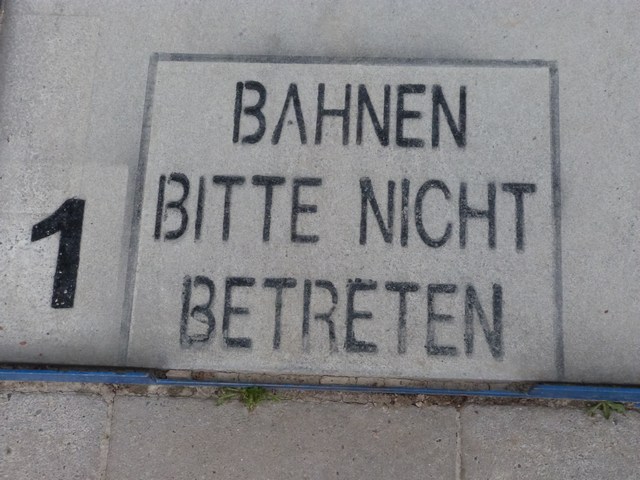 BAHNEN
BITTE NICHT
BETRETEN
1